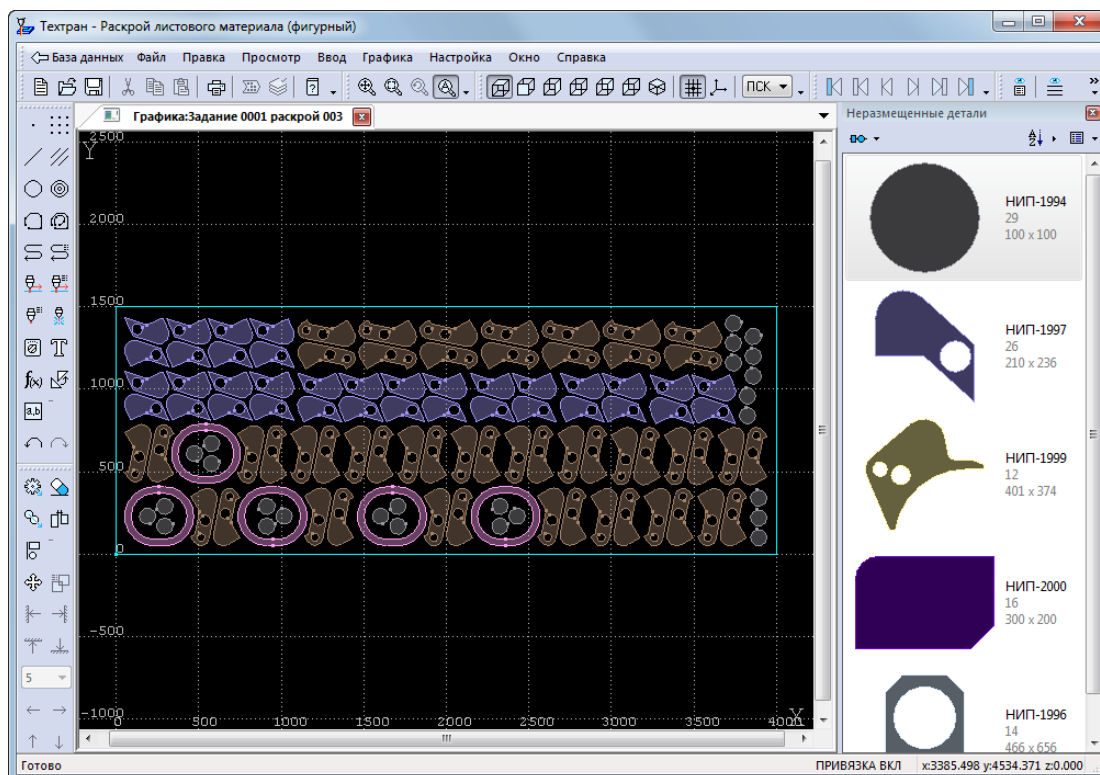 Техтран - Раскрой листового материала (фигурный)
База данных Файл Правка Просмотр Ввод Графика Настройка Окно Справка
ПСК
Графика:Задание 0001 раскрой 003
Неразмещенные детали
2500
Y
2000
1500
1000
500
0
-500
-1000
0 500 1000 1500 2000 2500 3000 3500 4000
X
T
f(x)
a,b
5
НИП-1994
29
100 x 100
НИП-1997
26
210 x 236
НИП-1999
12
401 x 374
НИП-2000
16
300 x 200
НИП-1996
14
466 x 656
Готово
ПРИВЯЗКА ВКЛ x:3385.498 y:4534.371 z:0.000